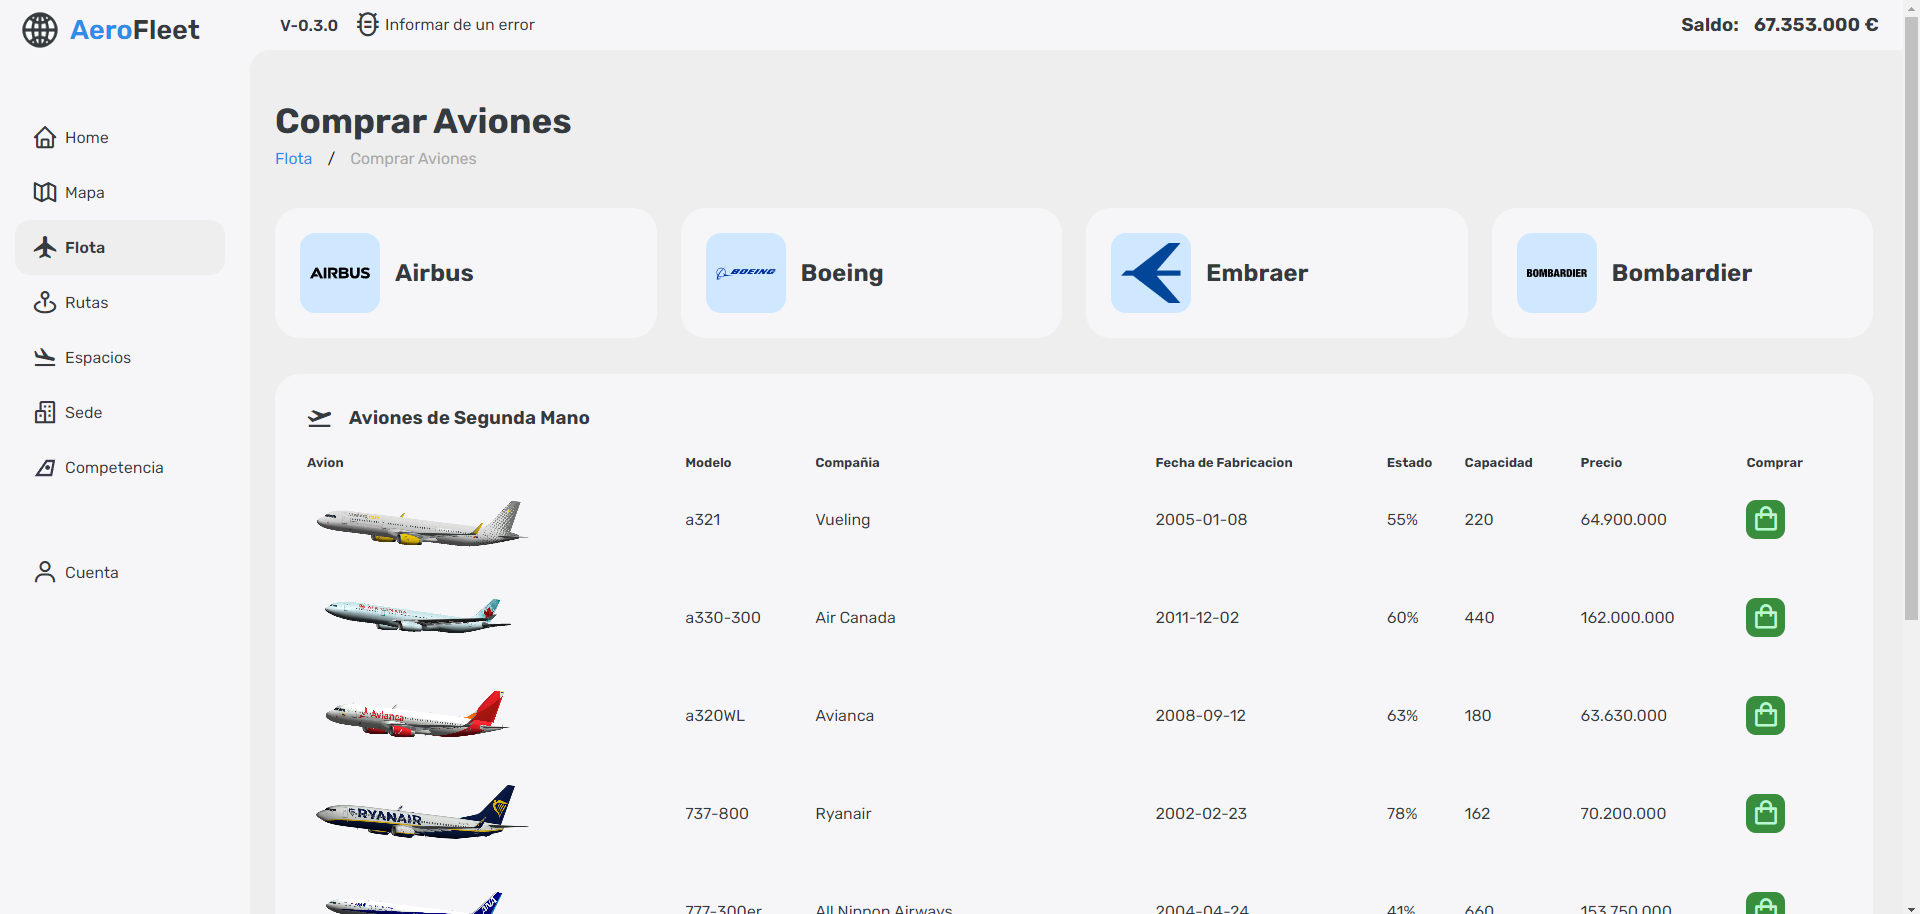 AeroFleet
V-0.3.0 Informar de un error
Saldo: 67.353.000 €
Home
Mapa
Flota
Rutas
Espacios
Sede
Competencia
Cuenta
Comprar Aviones
Flota / Comprar Aviones
AIRBUS Airbus
BOEING Boeing
Embraer
BOMBARDIER Bombardier
Aviones de Segunda Mano
Avion Modelo Compañia Fecha de Fabricacion Estado Capacidad Precio Comprar
a321 Vueling 2005-01-08 55% 220 64.900.000
a330-300 Air Canada 2011-12-02 60% 440 162.000.000
Avianca a320WL Avianca 2008-09-12 63% 180 63.630.000
RYANAIR 737-800 Ryanair 2002-02-23 78% 162 70.200.000
ANA 777-300er All Nippon Airways 2004-04-24 41% 660 153.750.000